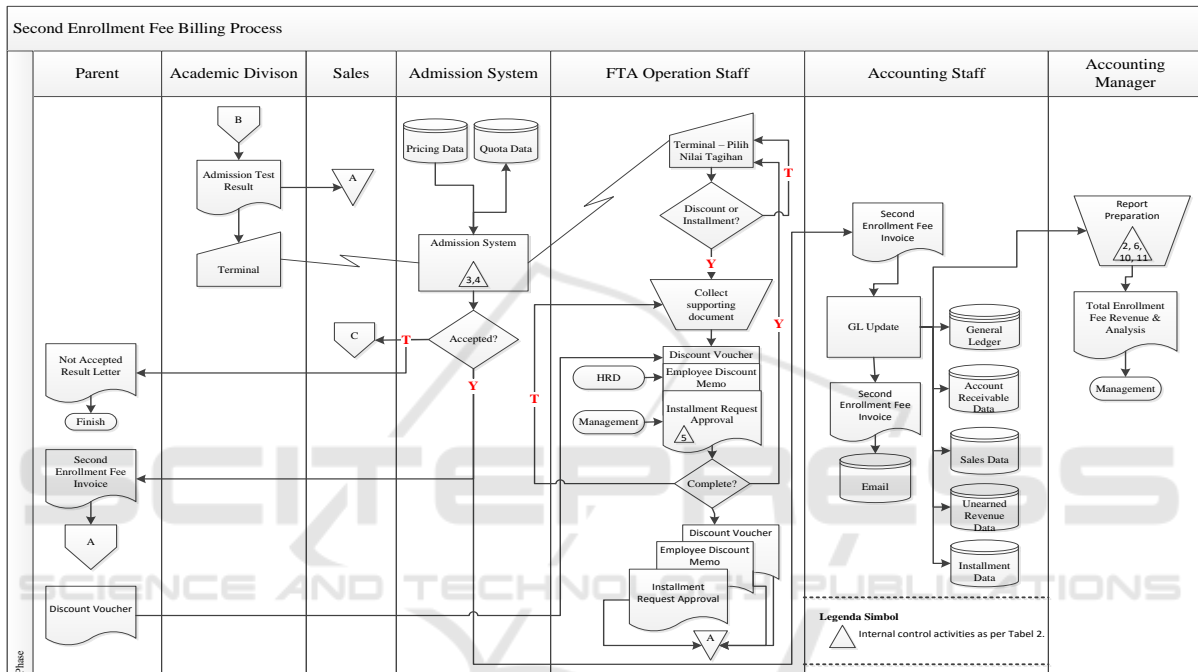 Second Enrollment Fee Billing Process
Phase
Parent
Academic Divison
Sales
Admission System
FTA Operation Staff
Accounting Staff
Accounting
Manager
B
Admission Test
Result
Terminal
A
C
Pricing Data
Quota Data
Admission System
3,4
Accepted?
T
Y
Not Accepted
Result Letter
Finish
Second
Enrollment Fee
Invoice
A
Discount Voucher
Terminal – Pilih
Nilai Tagihan
T
Discount or
Installment?
Y
Collect
supporting
document
Y
T
Discount Voucher
HRD
Employee Discount
Memo
Management
Installment Request
Approval
5
Complete?
Discount Voucher
Employee Discount
Memo
Installment
Request Approval
A
Second
Enrollment Fee
Invoice
GL Update
Second
Enrollment Fee
Invoice
Email
General
Ledger
Account
Receivable
Data
Sales Data
Unearned
Revenue
Data
Installment
Data
Report
Preparation
2, 6,
10, 11
Total Enrollment
Fee Revenue &
Analysis
Management
Legenda Simbol
Internal control activities as per Tabel 2.
SCITEPRESS
SCIENCE AND TECHNOLOGY PUBLICATIONS